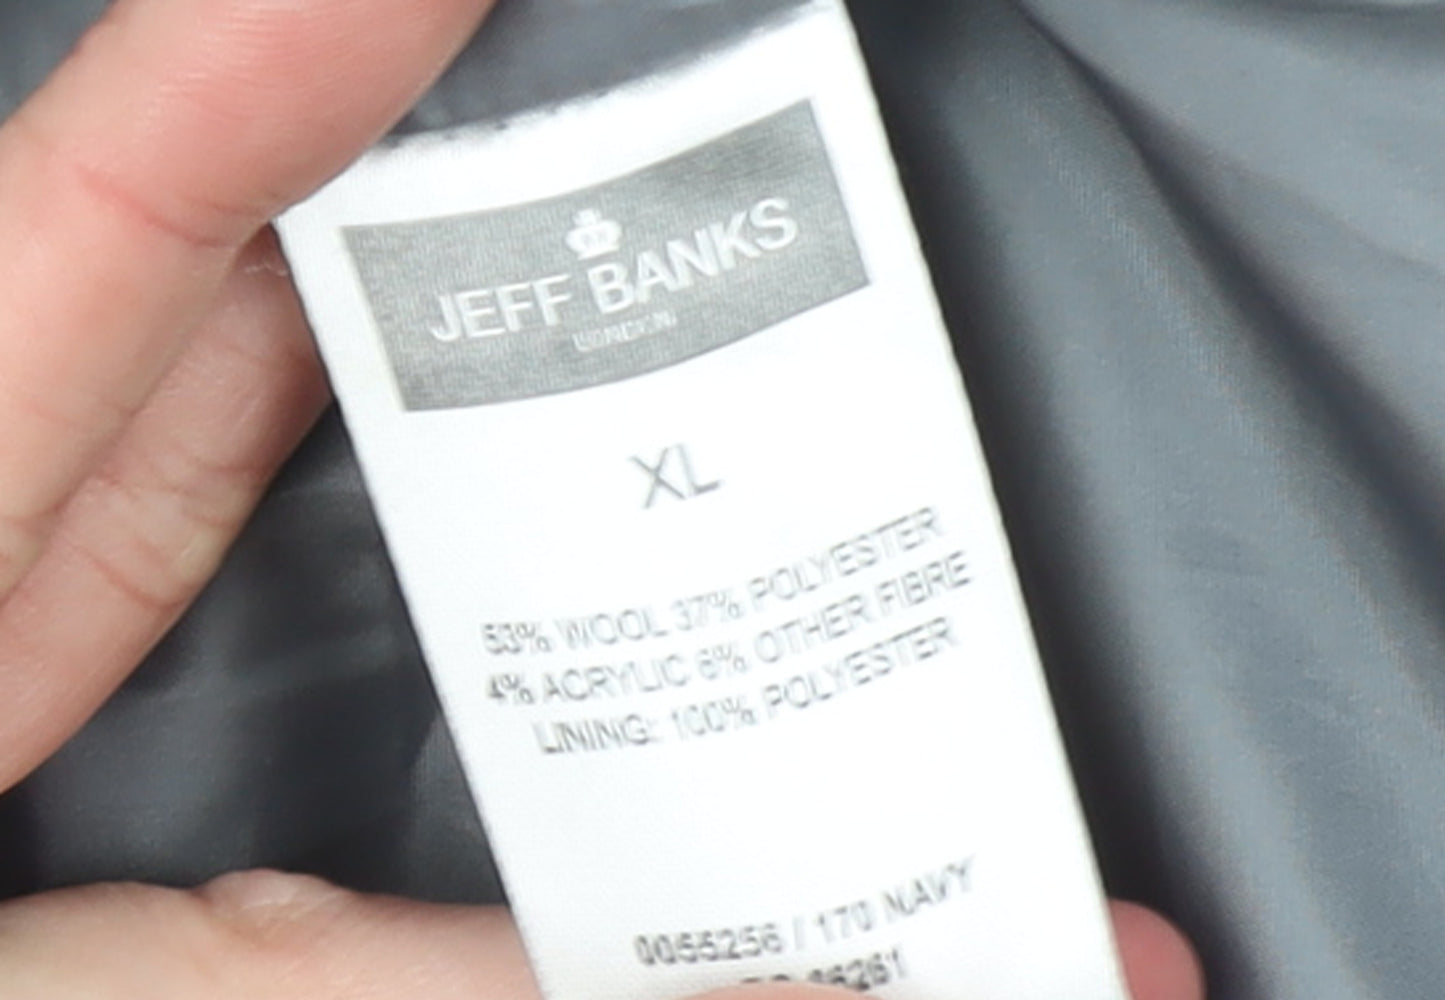 JEFF BANKS
LONDON
XL
53% WOOL 37% POLYESTER
4% ACRYLIC 6% OTHER FIBRE
LINING: 100% POLYESTER
0055256 / 170 NAVY